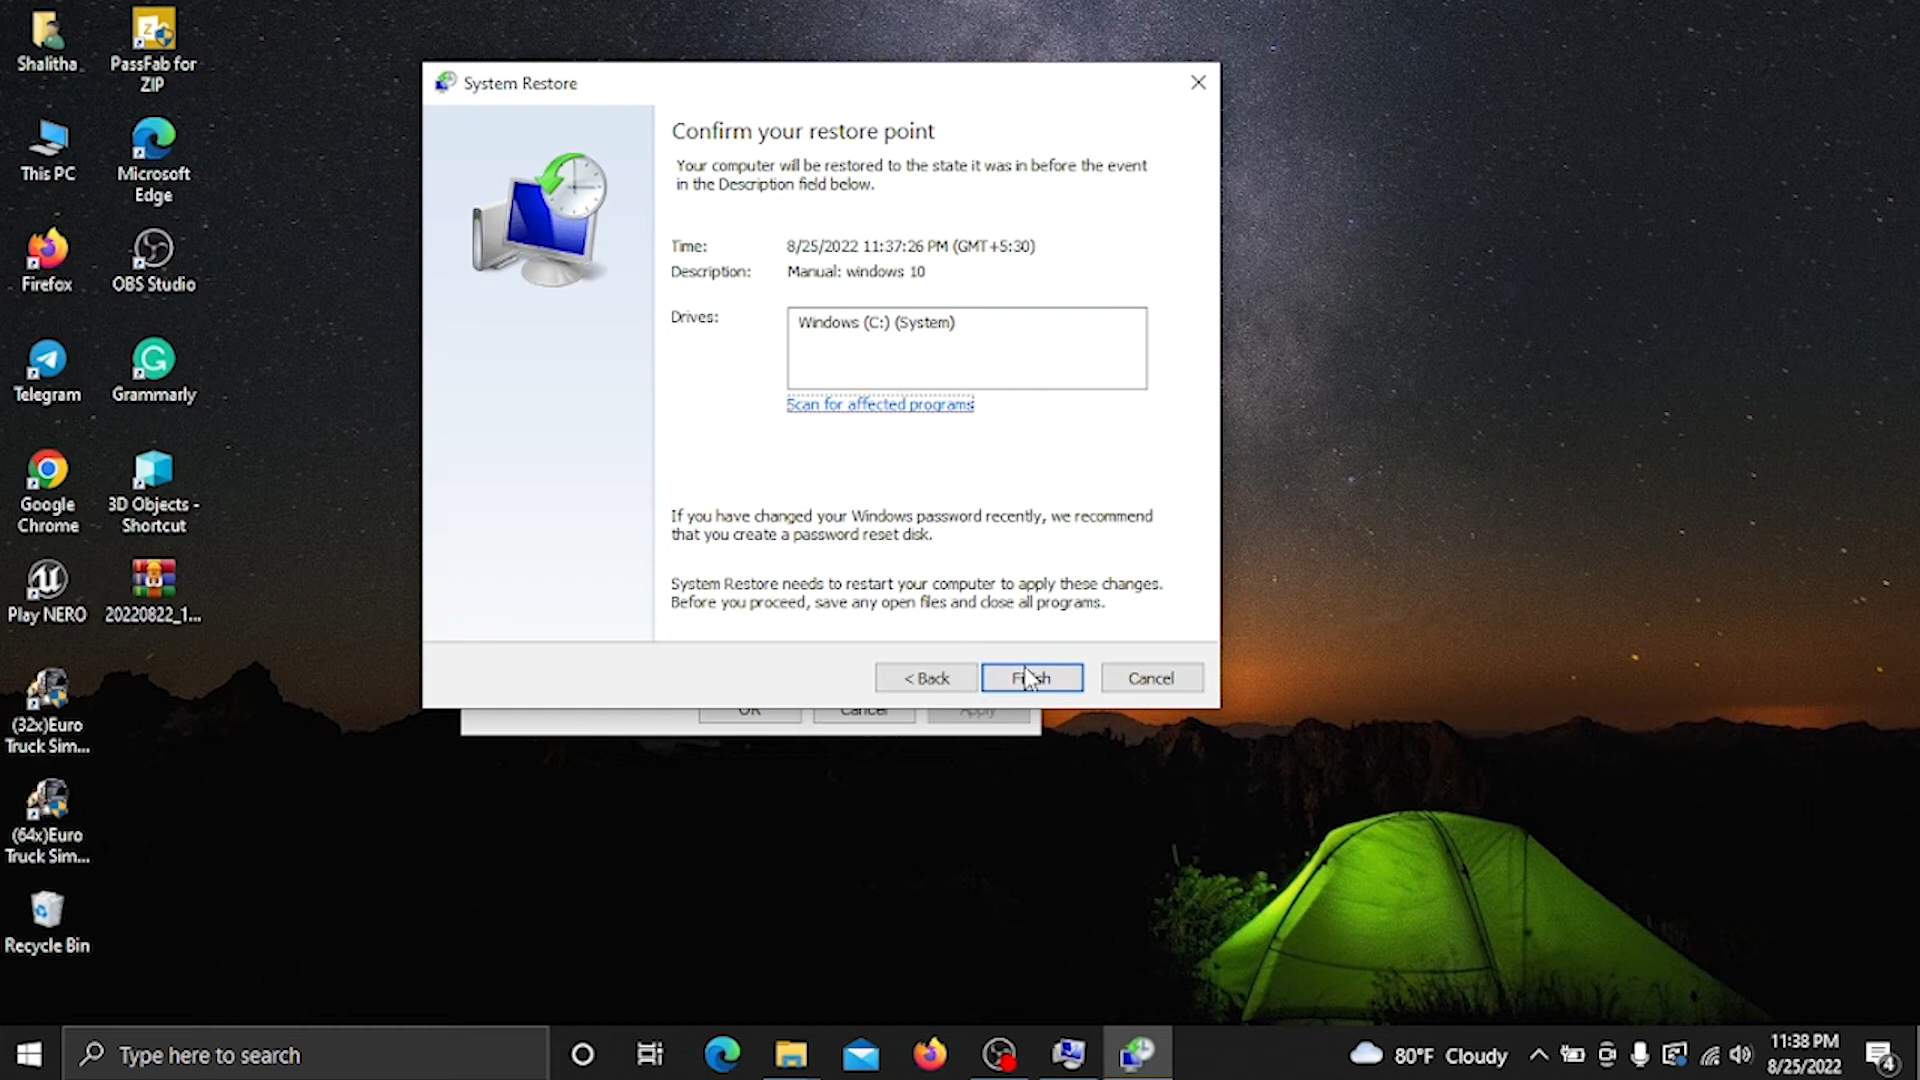 Shalitha
PassFab for
ZIP
This PC
Microsoft
Edge
Firefox
OBS Studio
Telegram
Grammarly
Google
Chrome
3D Objects -
Shortcut
Play NERO
20220822_1...
(32x)Euro
Truck Sim...
(64x)Euro
Truck Sim...
Recycle Bin
System Restore
Confirm your restore point
Your computer will be restored to the state it was in before the event
in the Description field below.
Time: 8/25/2022 11:37:26 PM (GMT+5:30)
Description: Manual: windows 10
Drives: Windows (C:) (System)
Scan for affected programs
If you have changed your Windows password recently, we recommend
that you create a password reset disk.
System Restore needs to restart your computer to apply these changes.
Before you proceed, save any open files and close all programs.
< Back Finish Cancel
OK Cancel Apply
Type here to search
80°F Cloudy
11:38 PM
8/25/2022
4